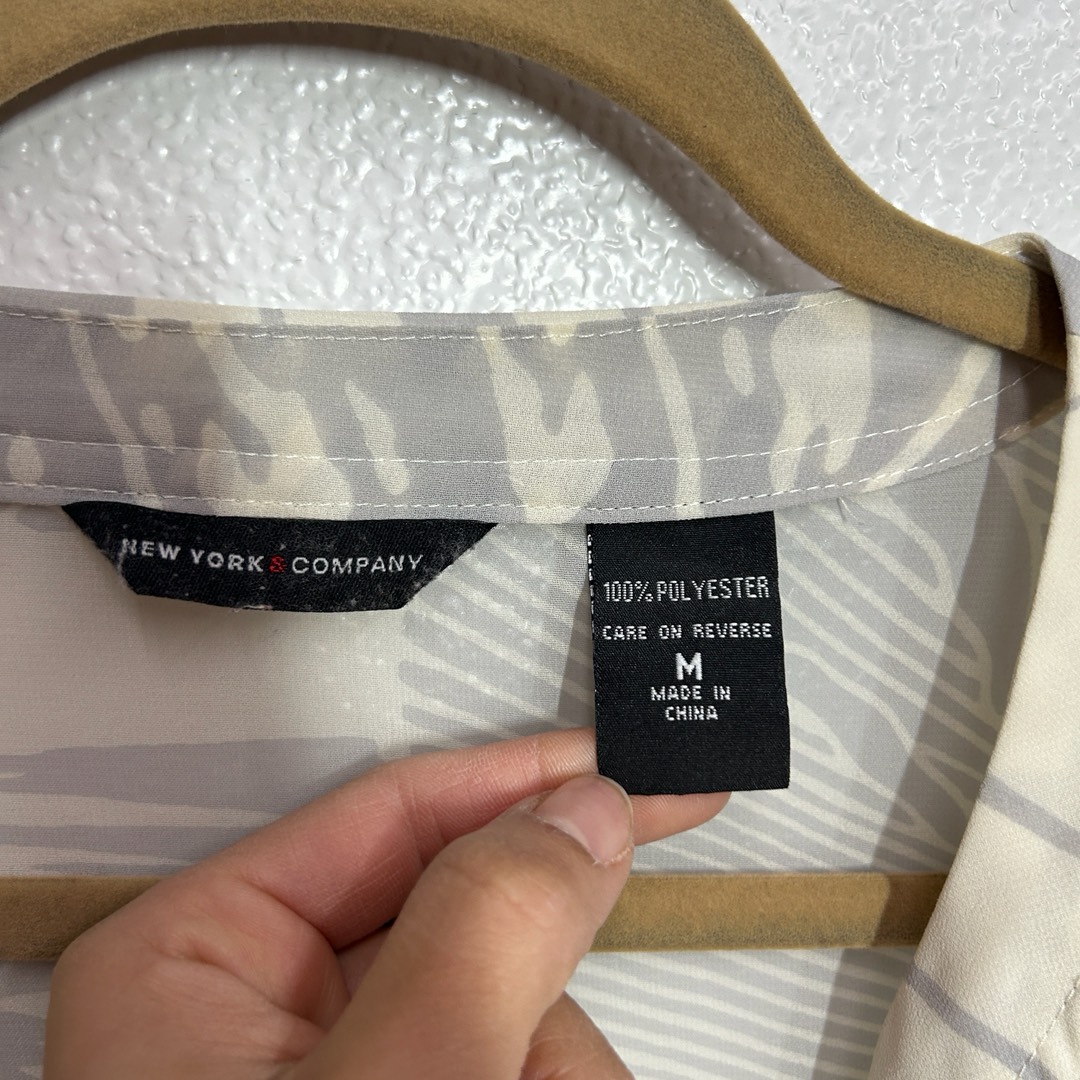 NEW YORK & COMPANY
100% POLYESTER
CARE ON REVERSE
M
MADE IN
CHINA